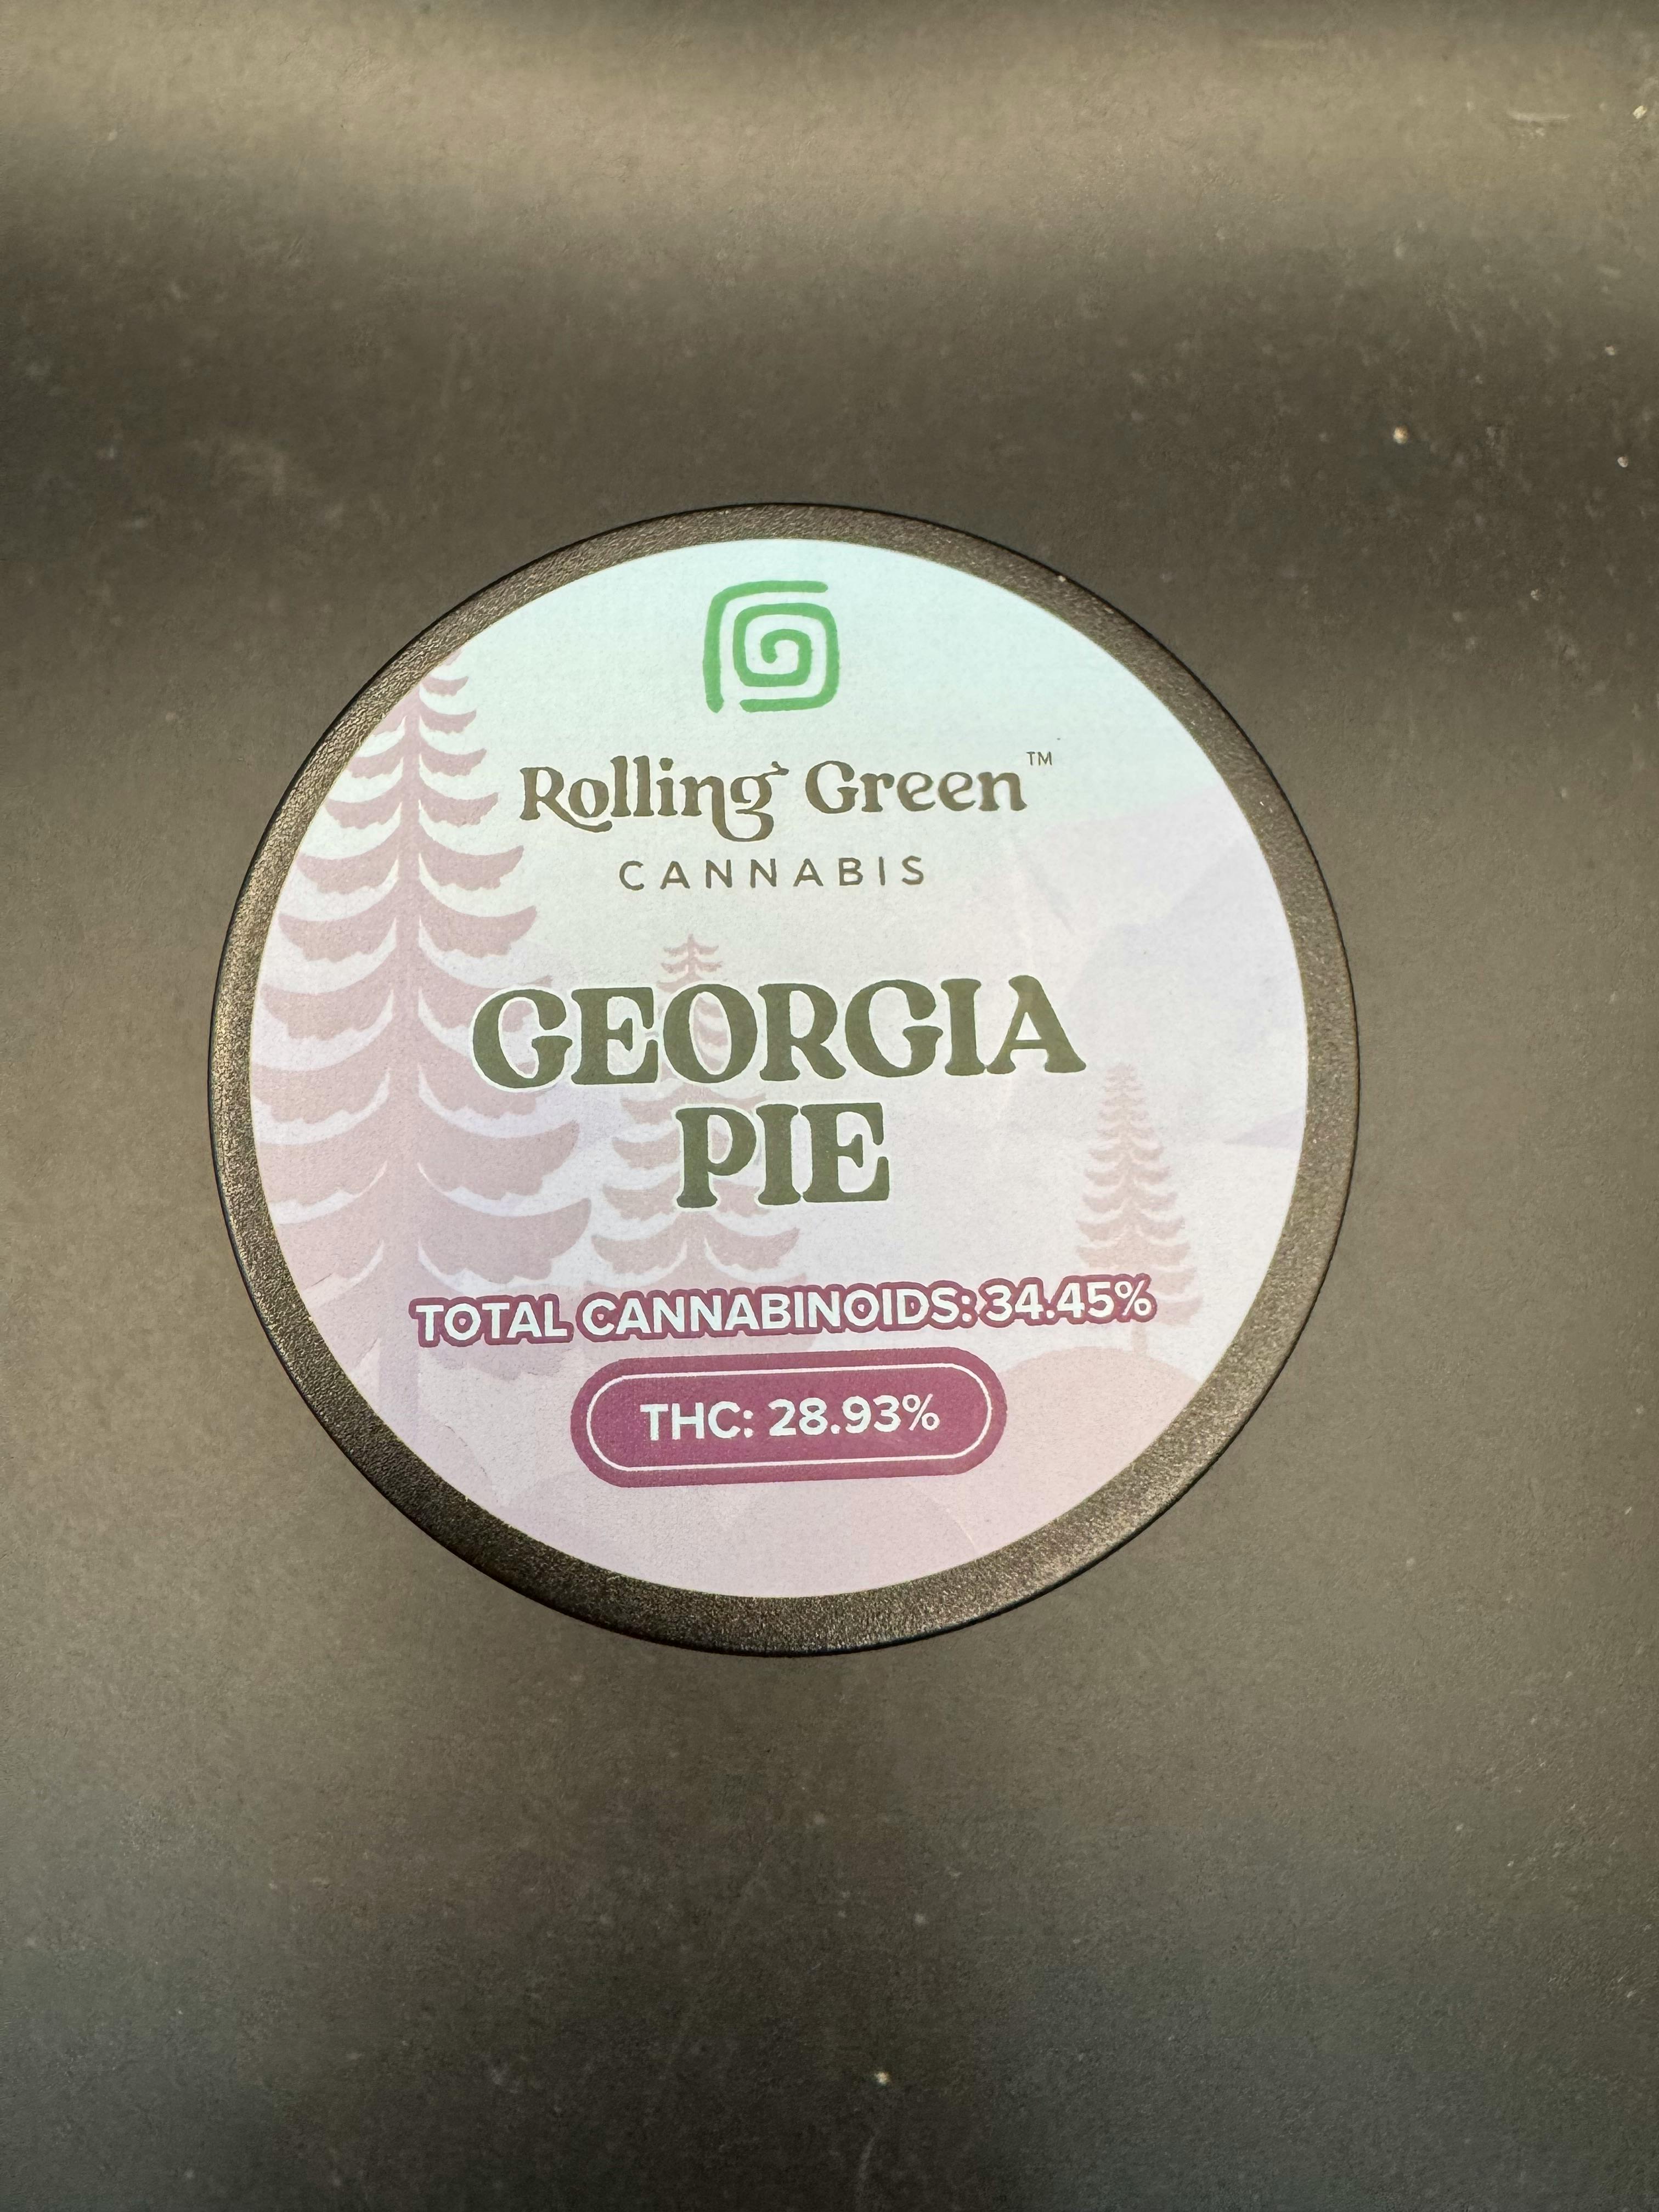 Rolling Green™
CANNABIS
GEORGIA
PIE
TOTAL CANNABINOIDS: 34.45%
THC: 28.93%